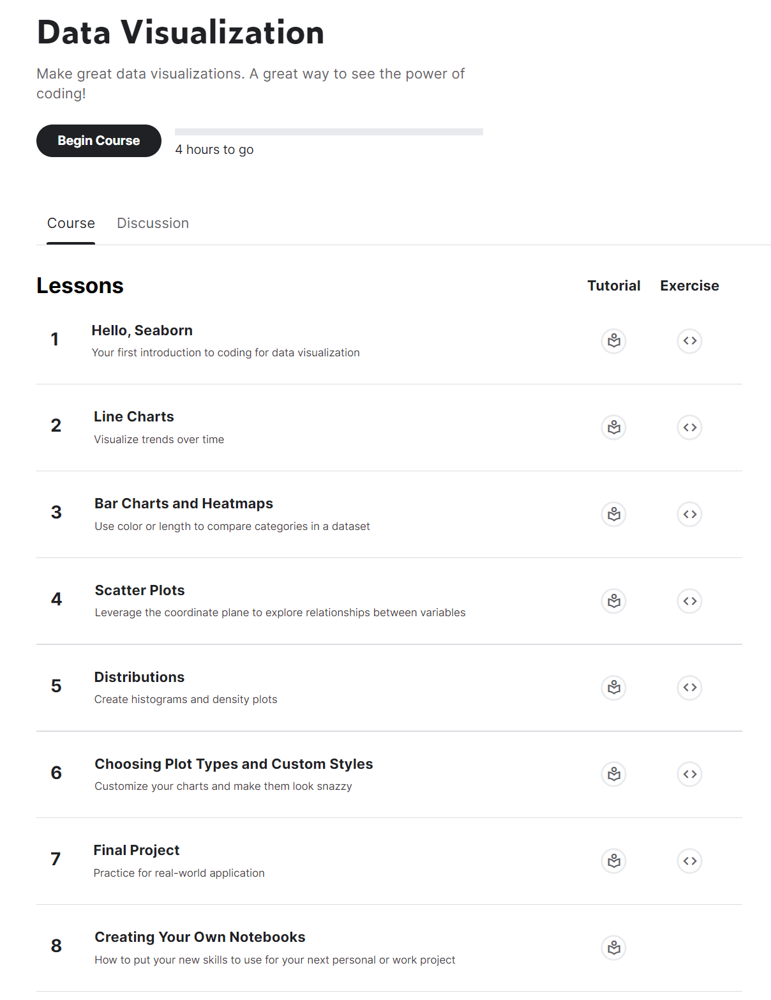 Data Visualization
Make great data visualizations. A great way to see the power of
coding!
Begin Course
4 hours to go
Course Discussion
Lessons Tutorial Exercise
1 Hello, Seaborn
Your first introduction to coding for data visualization
2 Line Charts
Visualize trends over time
3 Bar Charts and Heatmaps
Use color or length to compare categories in a dataset
4 Scatter Plots
Leverage the coordinate plane to explore relationships between variables
5 Distributions
Create histograms and density plots
6 Choosing Plot Types and Custom Styles
Customize your charts and make them look snazzy
7 Final Project
Practice for real-world application
8 Creating Your Own Notebooks
How to put your new skills to use for your next personal or work project